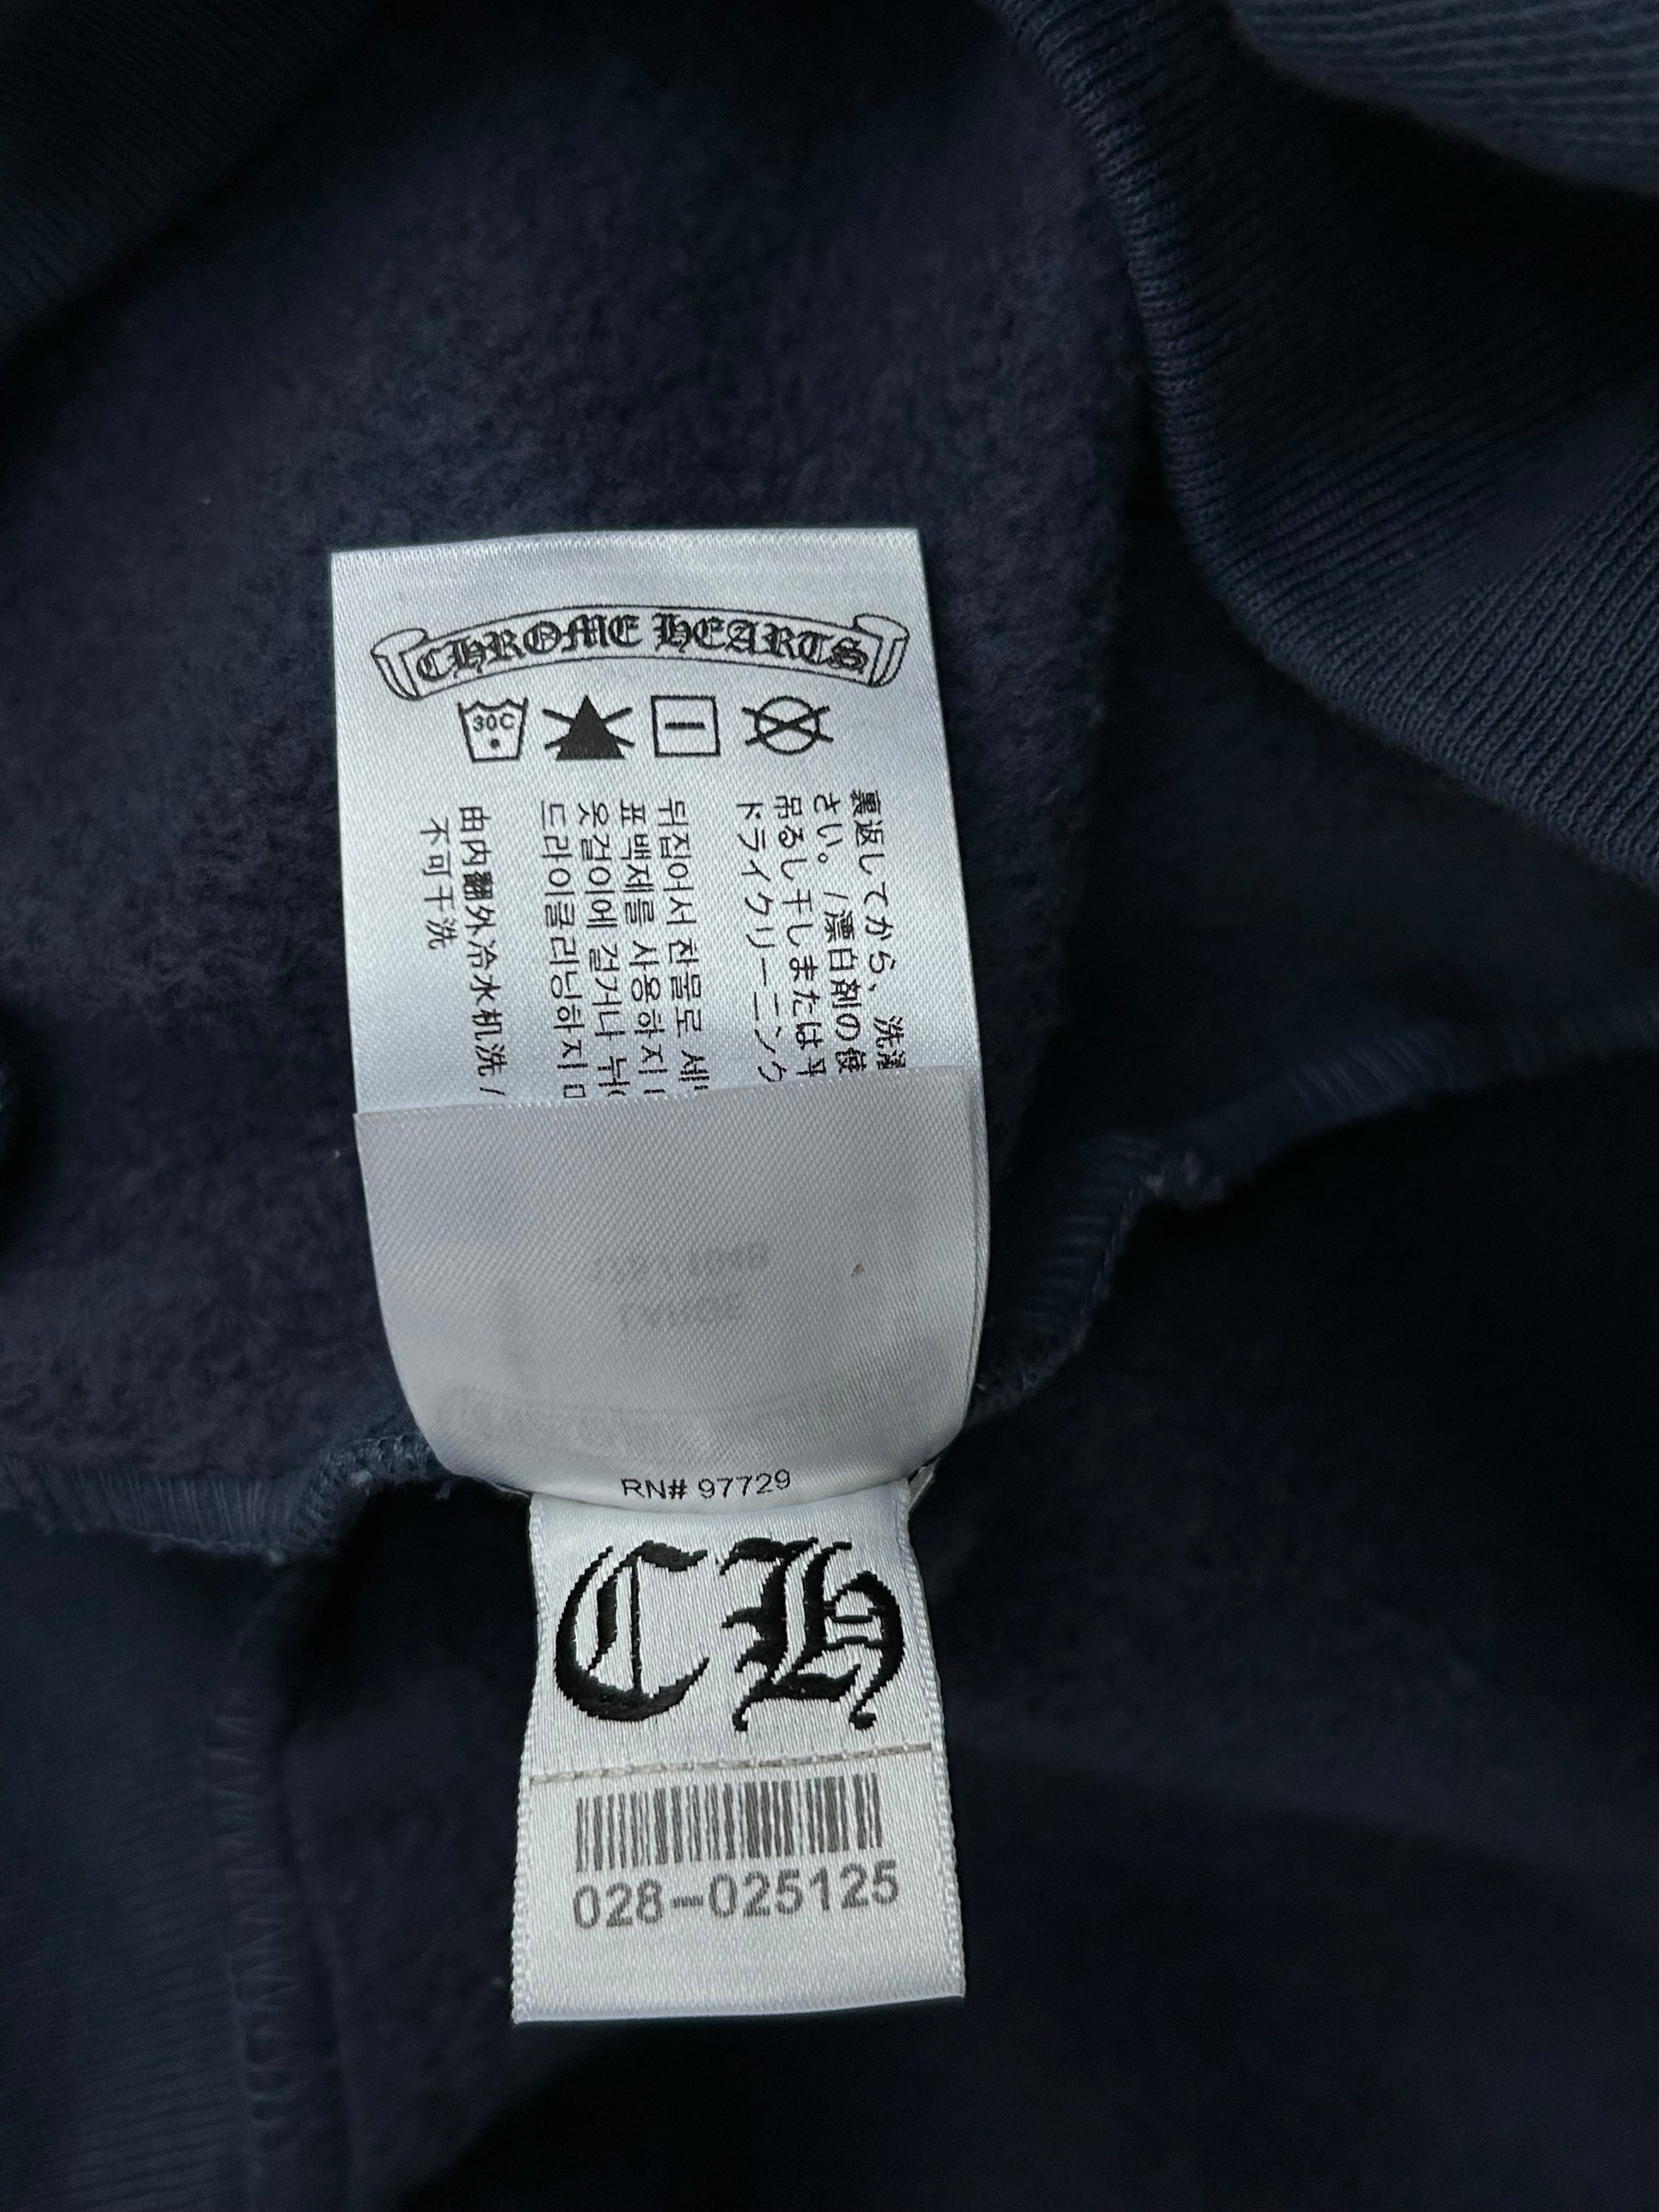 CHROME HEARTS
30C
裏返してから、洗濯
さい。/漂白剤の使
吊るし干しまたは平
ドライクリーニング
뒤집어서 찬물로 세
표백제를 사용하지
옷걸이에 걸거나 뉘
드라이클리닝하지
由内翻外冷水机洗 /
不可干洗
RN# 97729
CH
028-025125